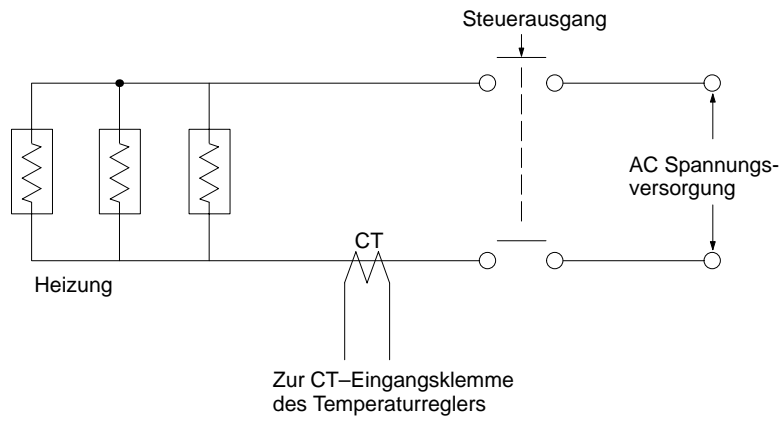 Steuerausgang
AC Spannungs-
versorgung
CT
Heizung
Zur CT–Eingangsklemme
des Temperaturreglers